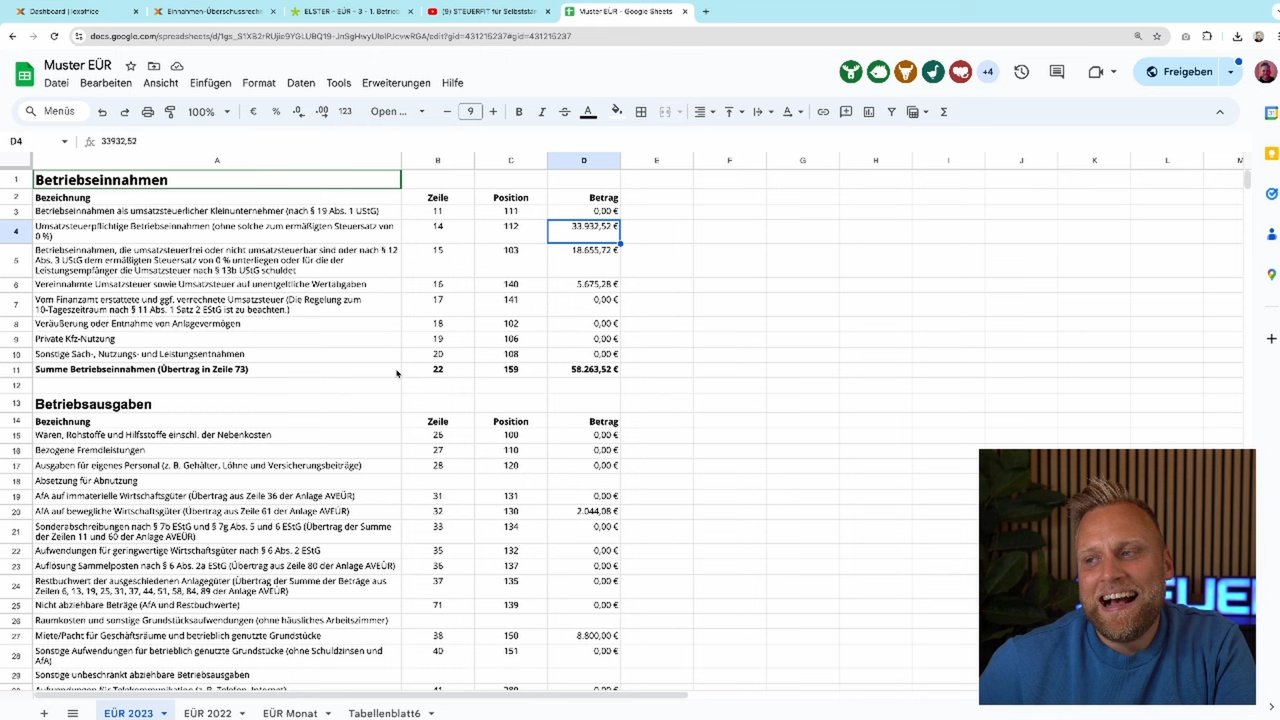 Dashboard | lexoffice
Einnahmen-Überschussrech
ELSTER - EÜR - 3 - 1. Betrieb
(9) STEUERFIT für Selbststän
Muster EÜR - Google Sheets
Muster EÜR
Datei Bearbeiten Ansicht Einfügen Format Daten Tools Erweiterungen Hilfe
+4
Freigeben
Menüs 100% € % .0 .00 123 Open ... 9 B I A
D4 fx 33932,52
A B C D E F G H I J K L M
1 Betriebseinnahmen
2 Bezeichnung Zeile Position Betrag
3 Betriebseinnahmen als umsatzsteuerlicher Kleinunternehmer (nach § 19 Abs. 1 UStG) 11 111 0,00 €
4 Umsatzsteuerpflichtige Betriebseinnahmen (ohne solche zum ermäßigten Steuersatz von 14 112 33.932,52 €
0 %)
5 Betriebseinnahmen, die umsatzsteuerfrei oder nicht umsatzsteuerbar sind oder nach § 12 15 103 18.655,72 €
Abs. 3 UStG dem ermäßigten Steuersatz von 0 % unterliegen oder für die der
Leistungsempfänger die Umsatzsteuer nach § 13b UStG schuldet
6 Vereinnahmte Umsatzsteuer sowie Umsatzsteuer auf unentgeltliche Wertabgaben 16 140 5.675,28 €
7 Vom Finanzamt erstattete und ggf. verrechnete Umsatzsteuer (Die Regelung zum 17 141 0,00 €
10-Tageszeitraum nach § 11 Abs. 1 Satz 2 EStG ist zu beachten.)
8 Veräußerung oder Entnahme von Anlagevermögen 18 102 0,00 €
9 Private Kfz-Nutzung 19 106 0,00 €
10 Sonstige Sach-, Nutzungs- und Leistungsentnahmen 20 108 0,00 €
11 Summe Betriebseinnahmen (Übertrag in Zeile 73) 22 159 58.263,52 €
12
13 Betriebsausgaben
14 Bezeichnung Zeile Position Betrag
15 Waren, Rohstoffe und Hilfsstoffe einschl. der Nebenkosten 26 100 0,00 €
16 Bezogene Fremdleistungen 27 110 0,00 €
17 Ausgaben für eigenes Personal (z. B. Gehälter, Löhne und Versicherungsbeiträge) 28 120 0,00 €
18 Absetzung für Abnutzung
19 AfA auf immaterielle Wirtschaftsgüter (Übertrag aus Zeile 36 der Anlage AVEÜR) 31 131 0,00 €
20 AfA auf bewegliche Wirtschaftsgüter (Übertrag aus Zeile 61 der Anlage AVEÜR) 32 130 2.044,08 €
21 Sonderabschreibungen nach § 7b EStG und § 7g Abs. 5 und 6 EStG (Übertrag der Summe 33 134 0,00 €
der Zeilen 11 und 60 der Anlage AVEÜR)
22 Aufwendungen für geringwertige Wirtschaftsgüter nach § 6 Abs. 2 EStG 35 132 0,00 €
23 Auflösung Sammelposten nach § 6 Abs. 2a EStG (Übertrag aus Zeile 80 der Anlage AVEÜR) 36 137 0,00 €
24 Restbuchwert der ausgeschiedenen Anlagegüter (Übertrag der Summe der Beträge aus 37 135 0,00 €
Zeilen 6, 13, 19, 25, 31, 37, 44, 51, 58, 84, 89 der Anlage AVEÜR)
25 Nicht abziehbare Beträge (AfA und Restbuchwerte) 71 139 0,00 €
26 Raumkosten und sonstige Grundstücksaufwendungen (ohne häusliches Arbeitszimmer)
27 Miete/Pacht für Geschäftsräume und betrieblich genutzte Grundstücke 38 150 8.800,00 €
28 Sonstige Aufwendungen für betrieblich genutzte Grundstücke (ohne Schuldzinsen und 40 151 0,00 €
AfA)
29 Sonstige unbeschränkt abziehbare Betriebsausgaben
Aufwendungen für Telekommunikation (z. B. Telefon, Internet)
EÜR 2023 EÜR 2022 EÜR Monat Tabellenblatt6